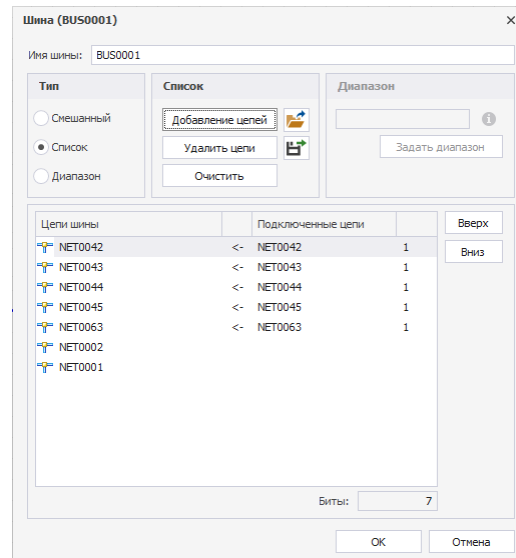 Шина (BUS0001)
Имя шины: BUS0001
Тип Список Диапазон
Смешанный Добавление цепей
Список Удалить цепи Задать диапазон
Диапазон Очистить
Цепи шины Подключенные цепи Вверх
NET0042 <- NET0042 1 Вниз
NET0043 <- NET0043 1
NET0044 <- NET0044 1
NET0045 <- NET0045 1
NET0063 <- NET0063 1
NET0002
NET0001
Биты: 7
OK Отмена